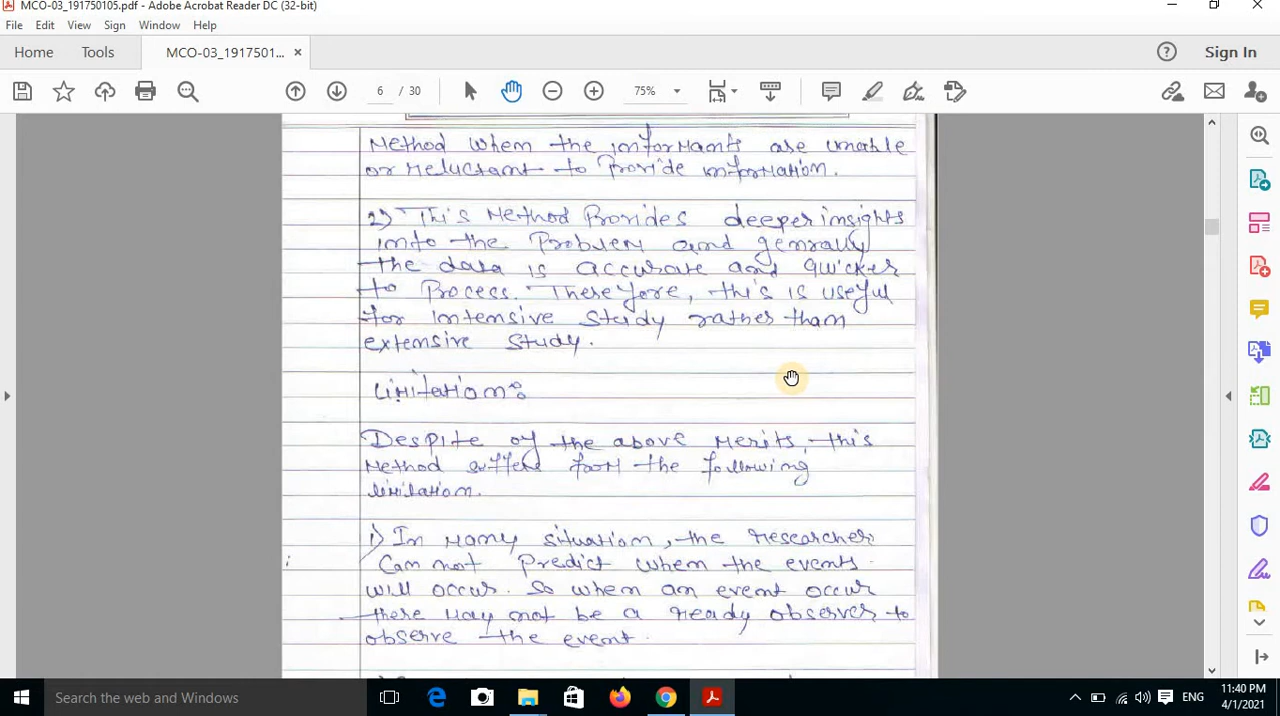 MCO-03_191750105.pdf - Adobe Acrobat Reader DC (32-bit)
File Edit View Sign Window Help
Home Tools MCO-03_1917501... × Sign In
6 / 30 75%
Method when the informants are unable
or reluctant to Provide information.
2) This Method Provides deeper insights
into the Problem and genrally
the data is accurate and quicker
to Process. Therefore, this is useful
for intensive study rather than
extensive study.
Limitation:
Despite of the above merits, this
Method suffers from the following
limitation.
1) In many situation, the researcher
Can not Predict when the events
will occur. So when an event occur
there may not be a ready observer to
observe the event.
Search the web and Windows
ENG
11:40 PM
4/1/2021